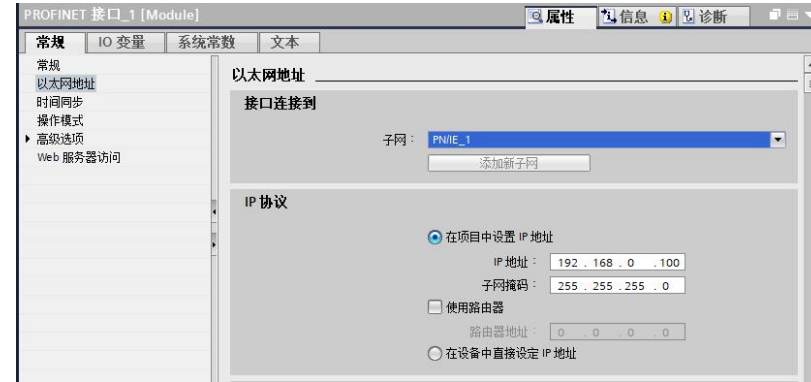 PROFINET 接口_1 [Module]
属性
信息
诊断
常规
IO 变量
系统常数
文本
常规
以太网地址
时间同步
操作模式
高级选项
Web 服务器访问
以太网地址
接口连接到
子网：
PN/IE_1
添加新子网
IP 协议
在项目中设置 IP 地址
IP 地址：
192 . 168 . 0 . 100
子网掩码：
255 . 255 . 255 . 0
使用路由器
路由器地址：
0 . 0 . 0 . 0
在设备中直接设定 IP 地址